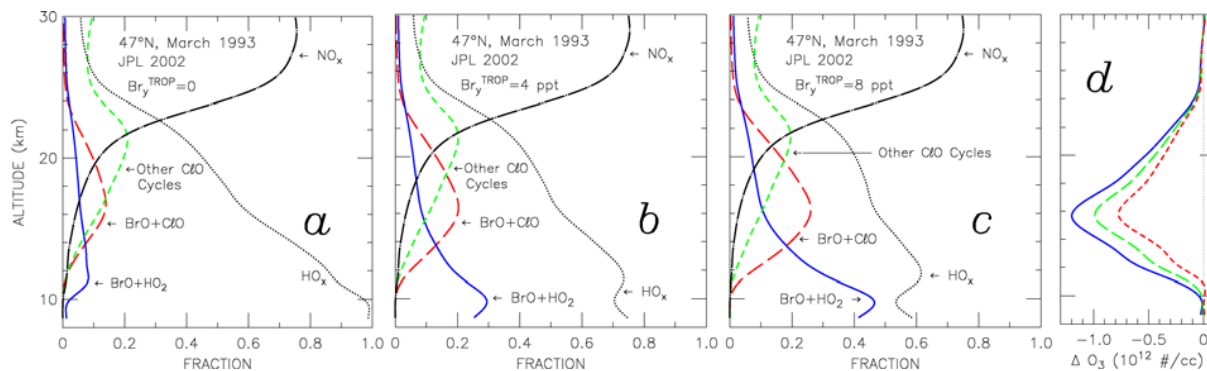 30
20
10
ALTITUDE (km)
47°N, March 1993
JPL 2002
Br_y^TROP=0
← NO_x
←Other CℓO
Cycles
← BrO+CℓO
← BrO+HO_2
HO_x →
a
0 0.2 0.4 0.6 0.8 1.0
FRACTION
47°N, March 1993
JPL 2002
Br_y^TROP=4 ppt
← NO_x
←Other CℓO
Cycles
← BrO+CℓO
← BrO+HO_2
← HO_x
b
0 0.2 0.4 0.6 0.8 1.0
FRACTION
47°N, March 1993
JPL 2002
Br_y^TROP=8 ppt
← NO_x
← Other CℓO Cycles
← BrO+CℓO
BrO+HO_2→
← HO_x
c
0 0.2 0.4 0.6 0.8 1.0
FRACTION
d
−1.0 −0.5 0
Δ O_3 (10^12 #/cc)